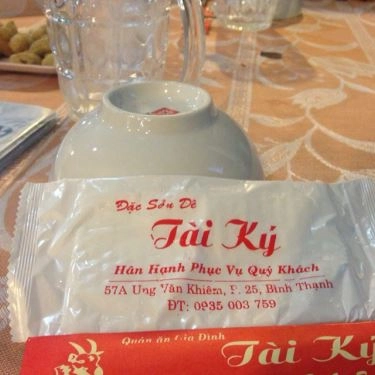 Đặc Sản Dê
Tài Ký
Hân Hạnh Phục Vụ Quý Khách
57A Ung Văn Khiêm, P. 25, Bình Thạnh
ĐT: 0935 003 759
Quán ăn Gia Đình
Tài Ký